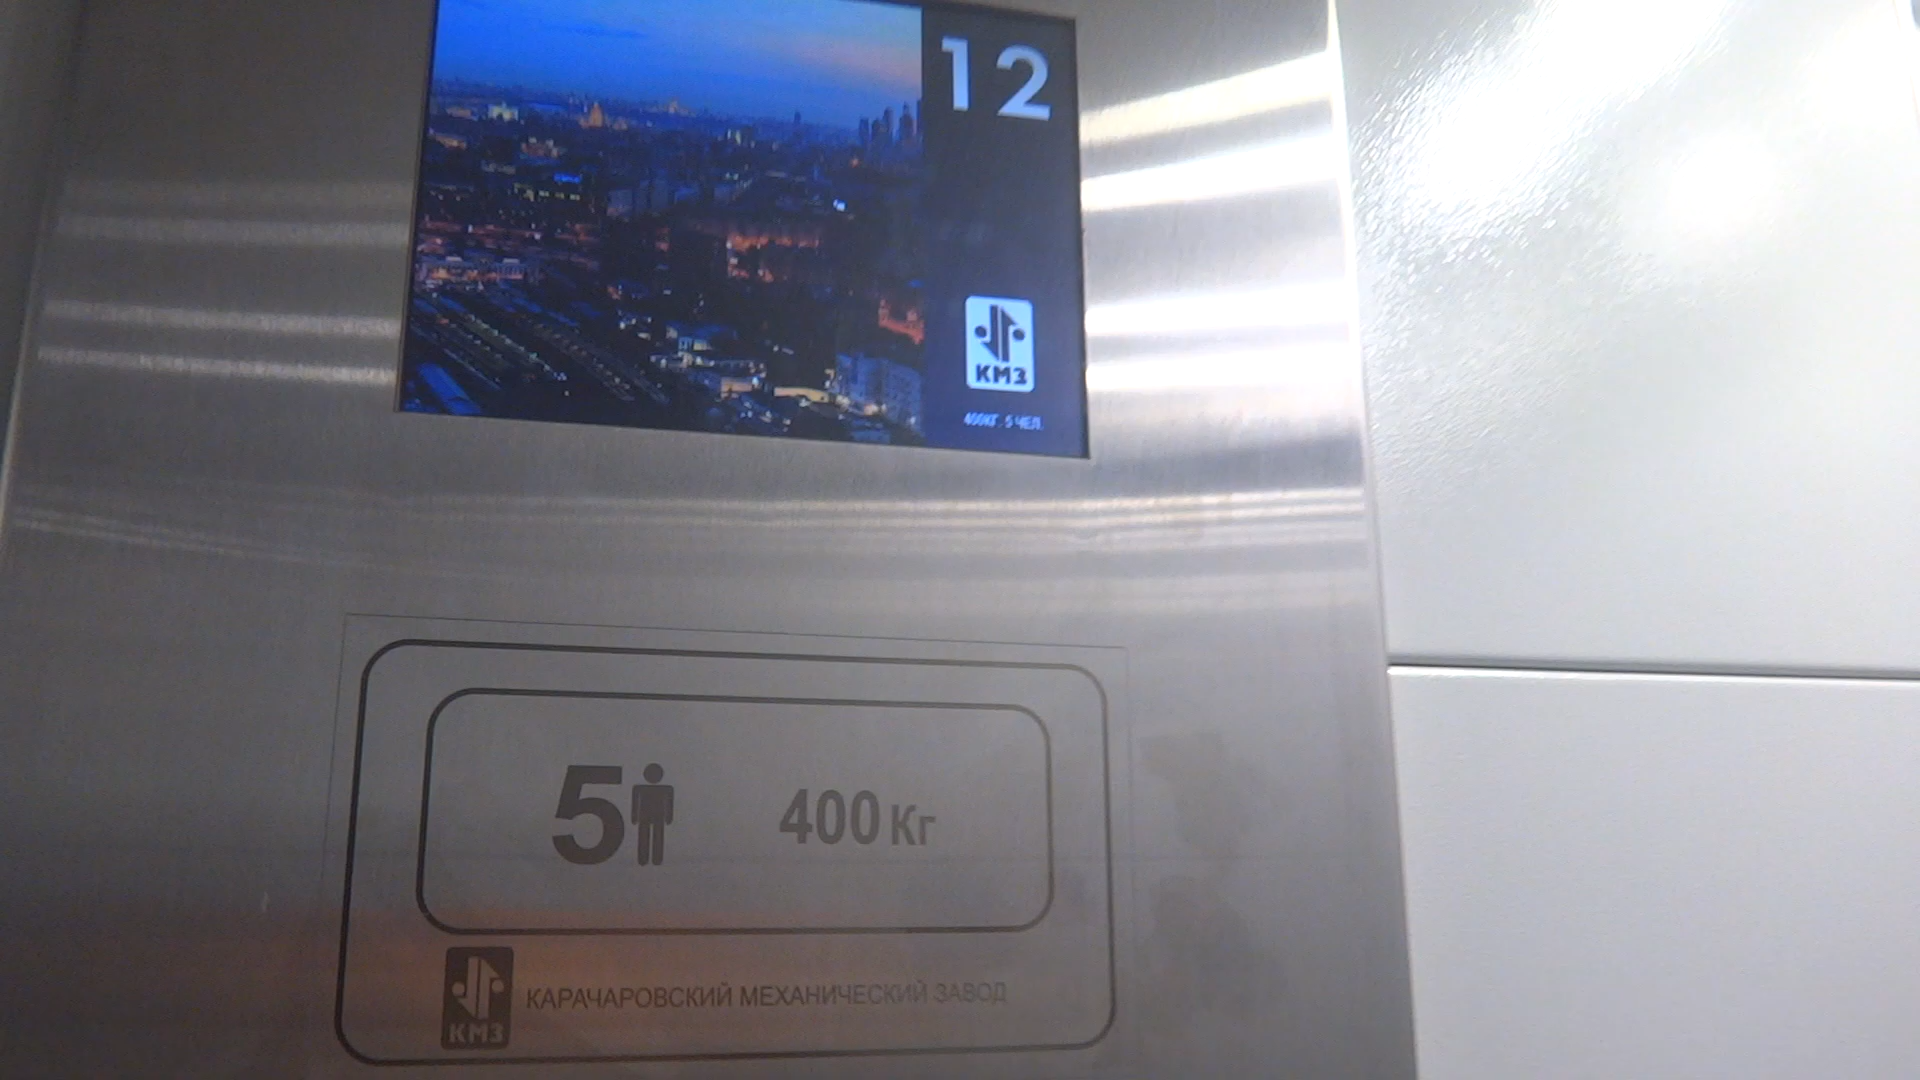 12
КМЗ
400КГ. 5 ЧЕЛ.
5 400 Кг
КМЗ
КАРАЧАРОВСКИЙ МЕХАНИЧЕСКИЙ ЗАВОД